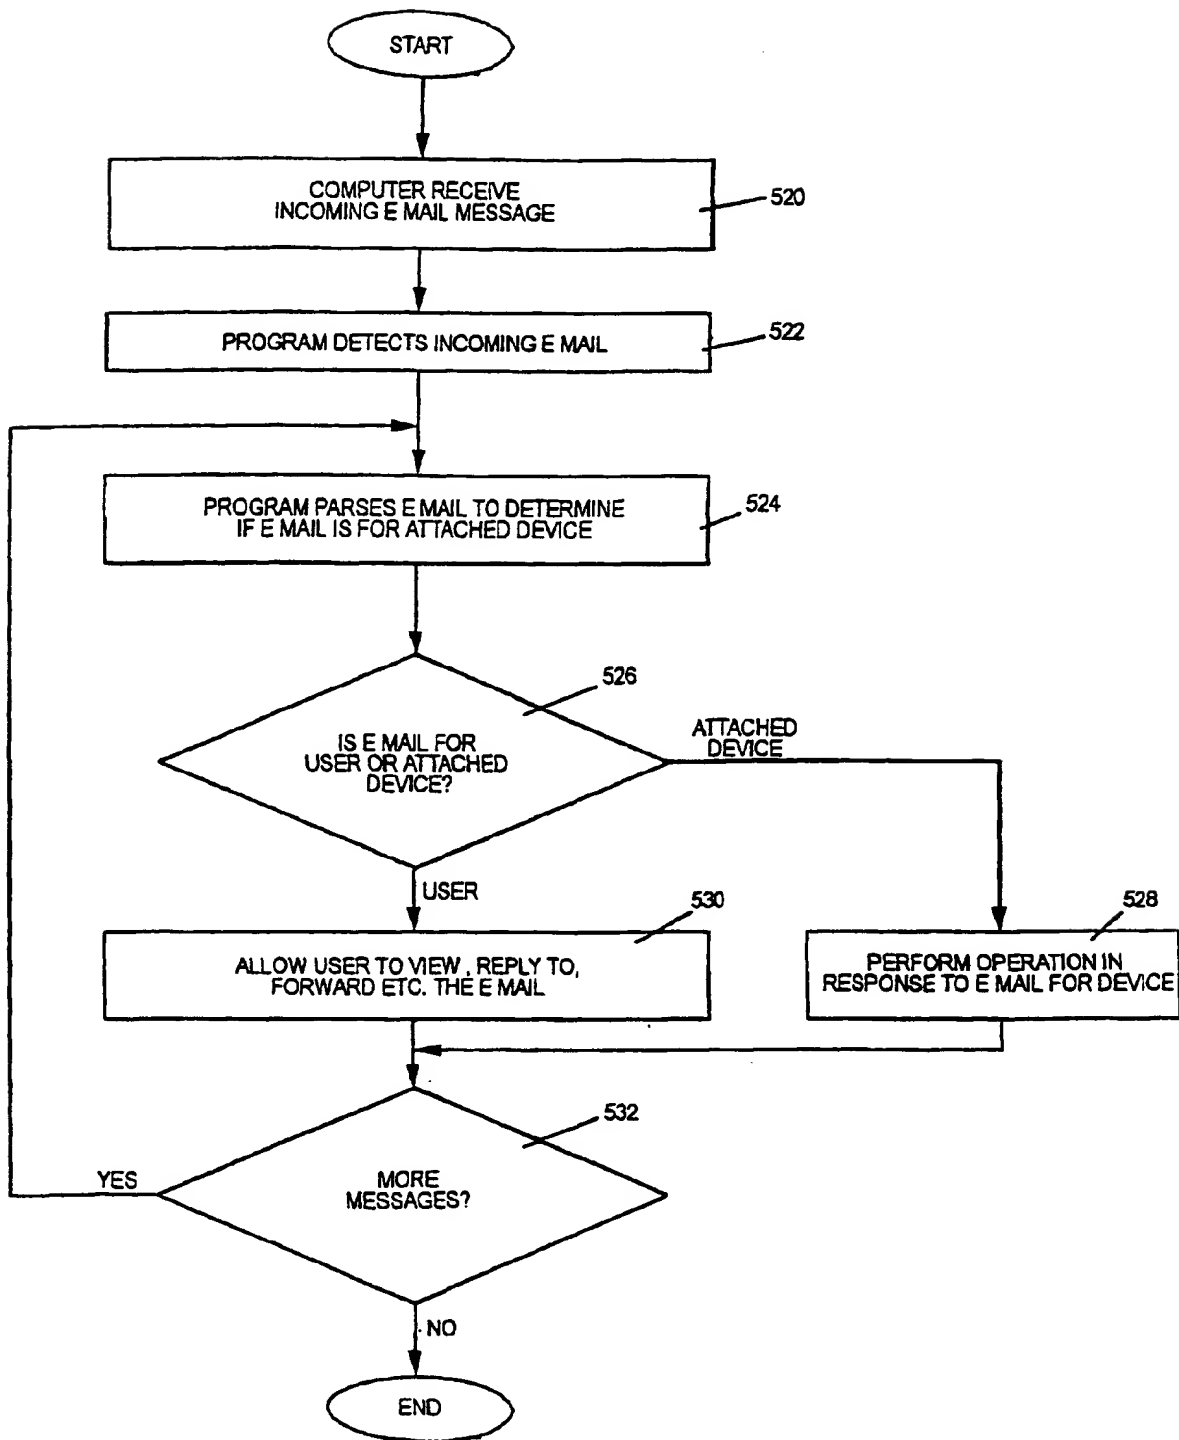 START
COMPUTER RECEIVE
INCOMING E MAIL MESSAGE
520
PROGRAM DETECTS INCOMING E MAIL
522
PROGRAM PARSES E MAIL TO DETERMINE
IF E MAIL IS FOR ATTACHED DEVICE
524
526
IS E MAIL FOR
USER OR ATTACHED
DEVICE?
ATTACHED
DEVICE
USER
530
528
ALLOW USER TO VIEW, REPLY TO,
FORWARD ETC. THE E MAIL
PERFORM OPERATION IN
RESPONSE TO E MAIL FOR DEVICE
532
MORE
MESSAGES?
YES
NO
END